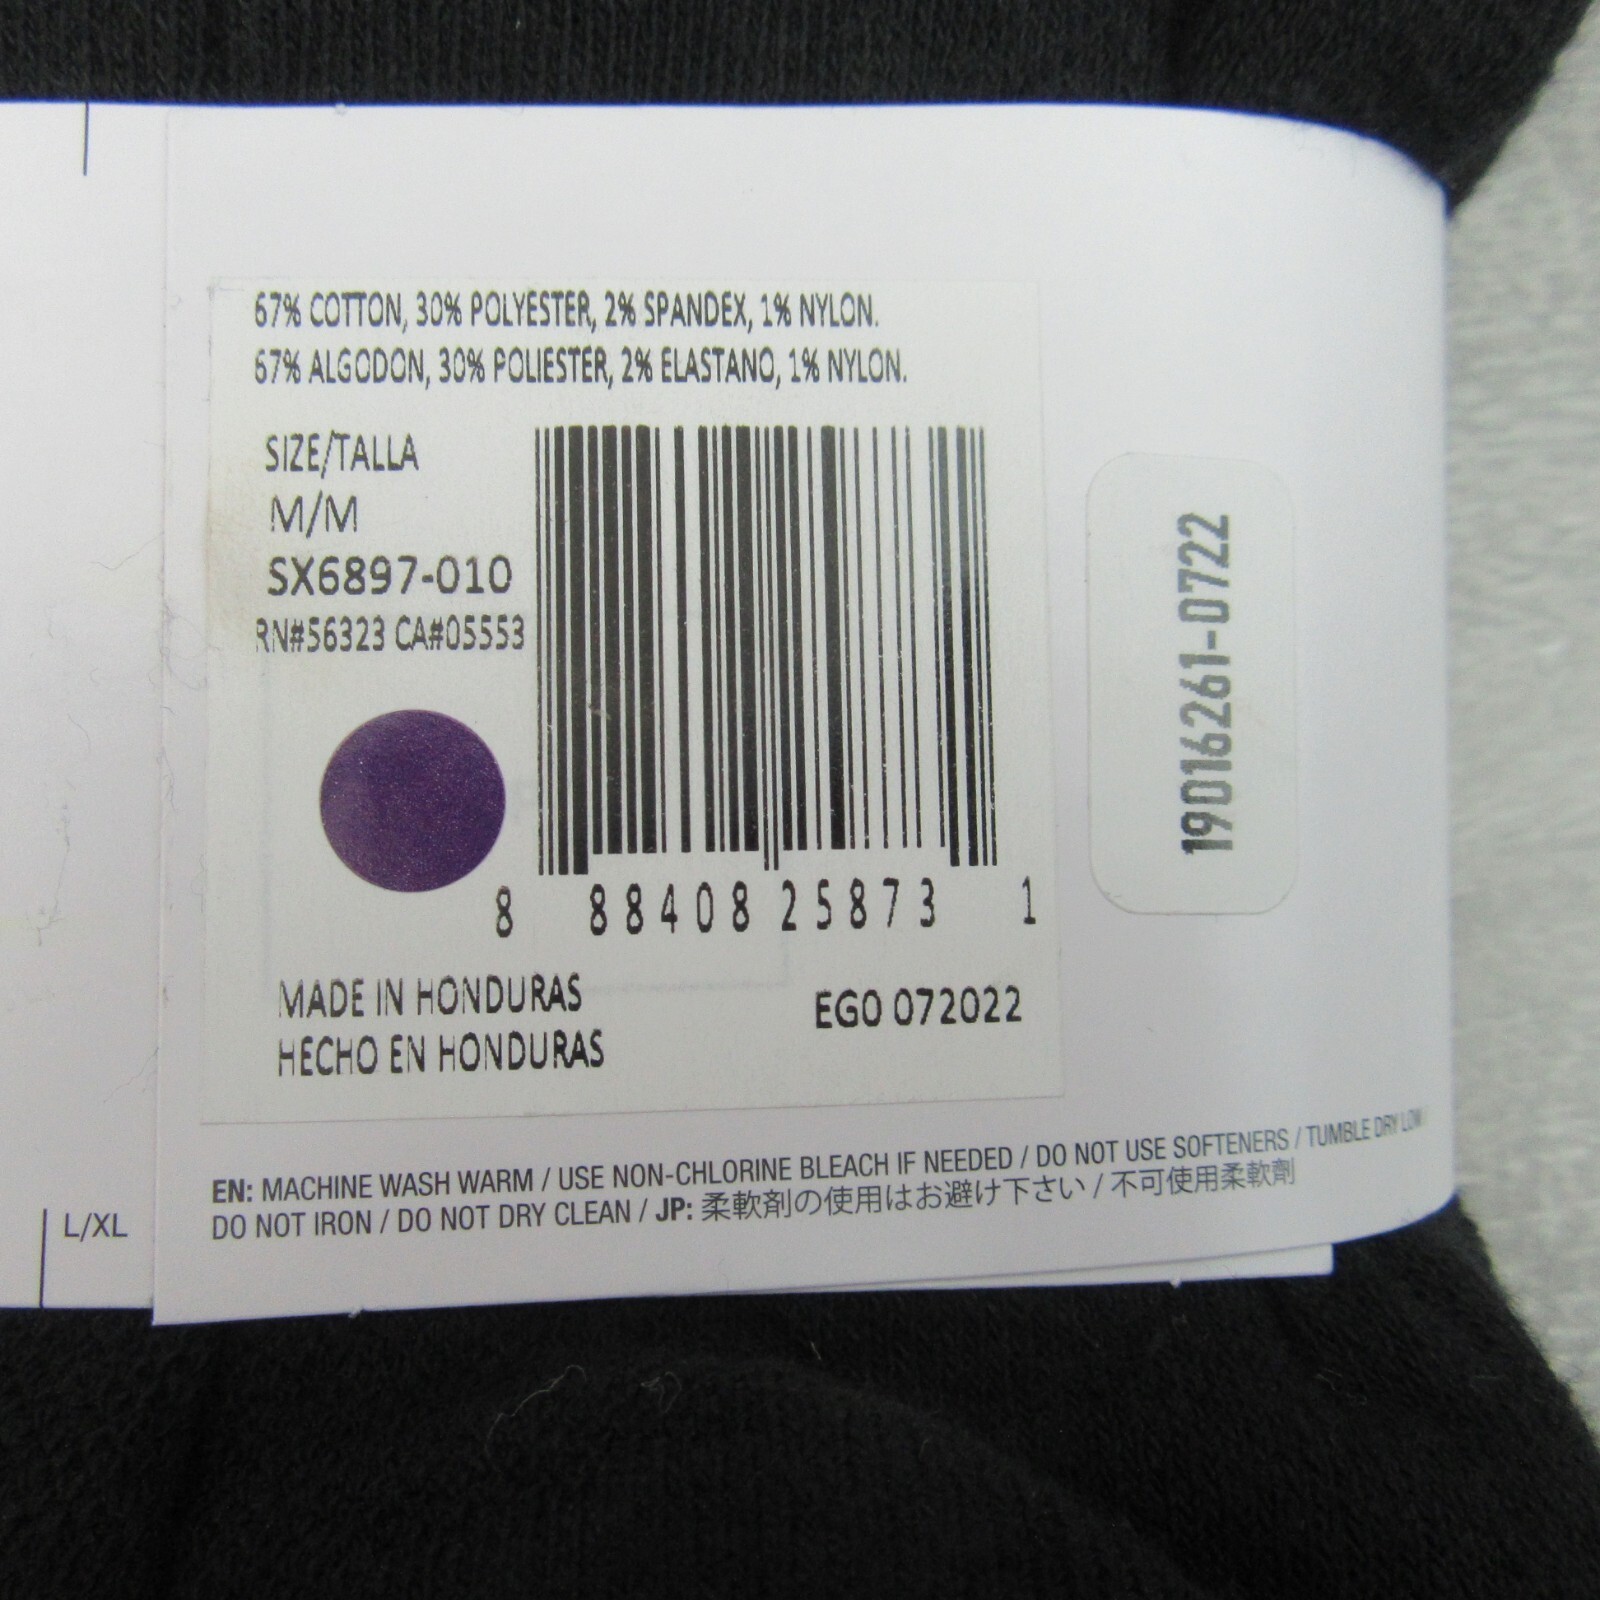 67% COTTON, 30% POLYESTER, 2% SPANDEX, 1% NYLON.
67% ALGODON, 30% POLIESTER, 2% ELASTANO, 1% NYLON.
SIZE/TALLA
M/M
SX6897-010
RN#56323 CA#05553
8 88408 25873 1
MADE IN HONDURAS
HECHO EN HONDURAS
EGO 072022
19016261-0722
EN: MACHINE WASH WARM / USE NON-CHLORINE BLEACH IF NEEDED / DO NOT USE SOFTENERS / TUMBLE DRY LOW
DO NOT IRON / DO NOT DRY CLEAN / JP: 柔軟剤の使用はお避け下さい / 不可使用柔軟劑
L/XL